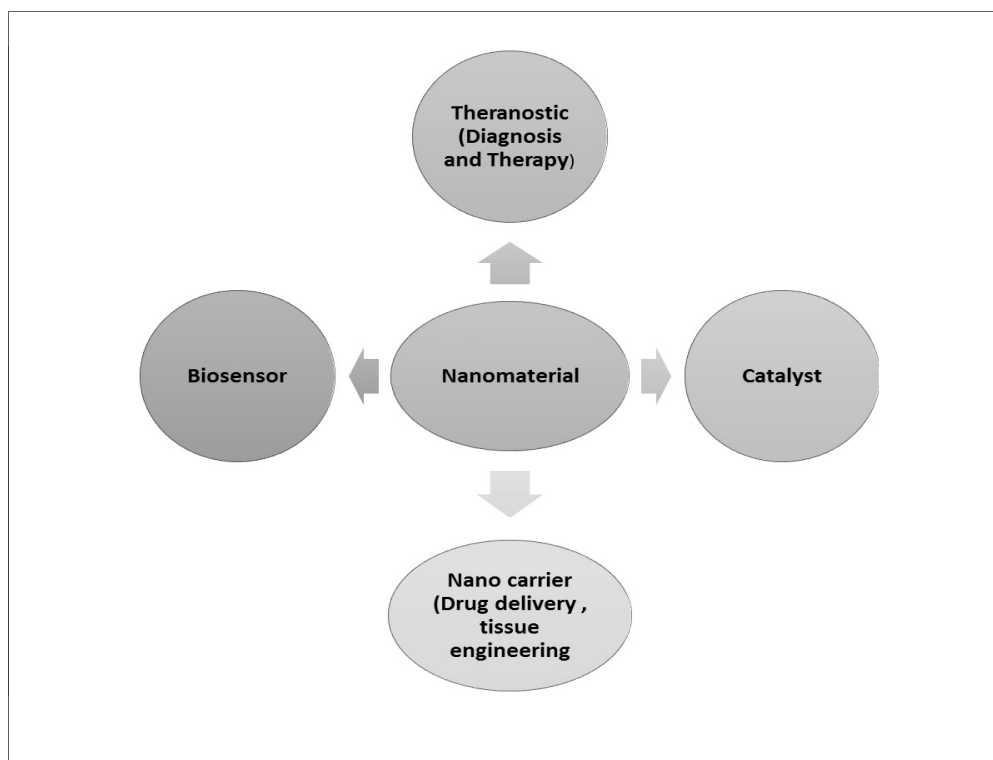 Theranostic
(Diagnosis
and Therapy)
Biosensor
Nanomaterial
Catalyst
Nano carrier
(Drug delivery ,
tissue
engineering